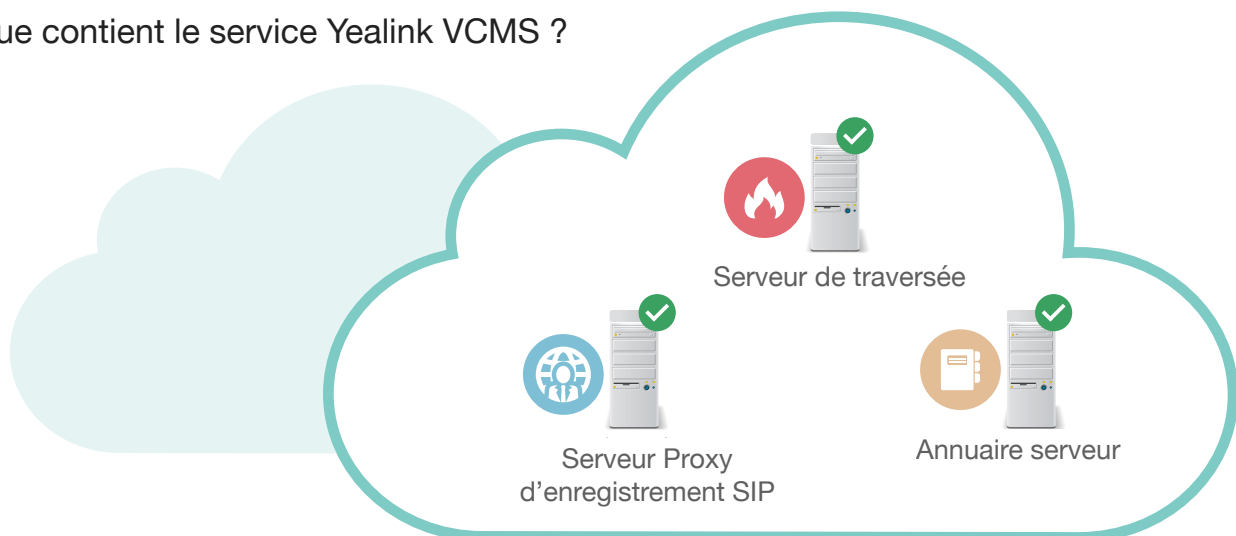 ue contient le service Yealink VCMS ?
Serveur de traversée
Serveur Proxy
d’enregistrement SIP
Annuaire serveur